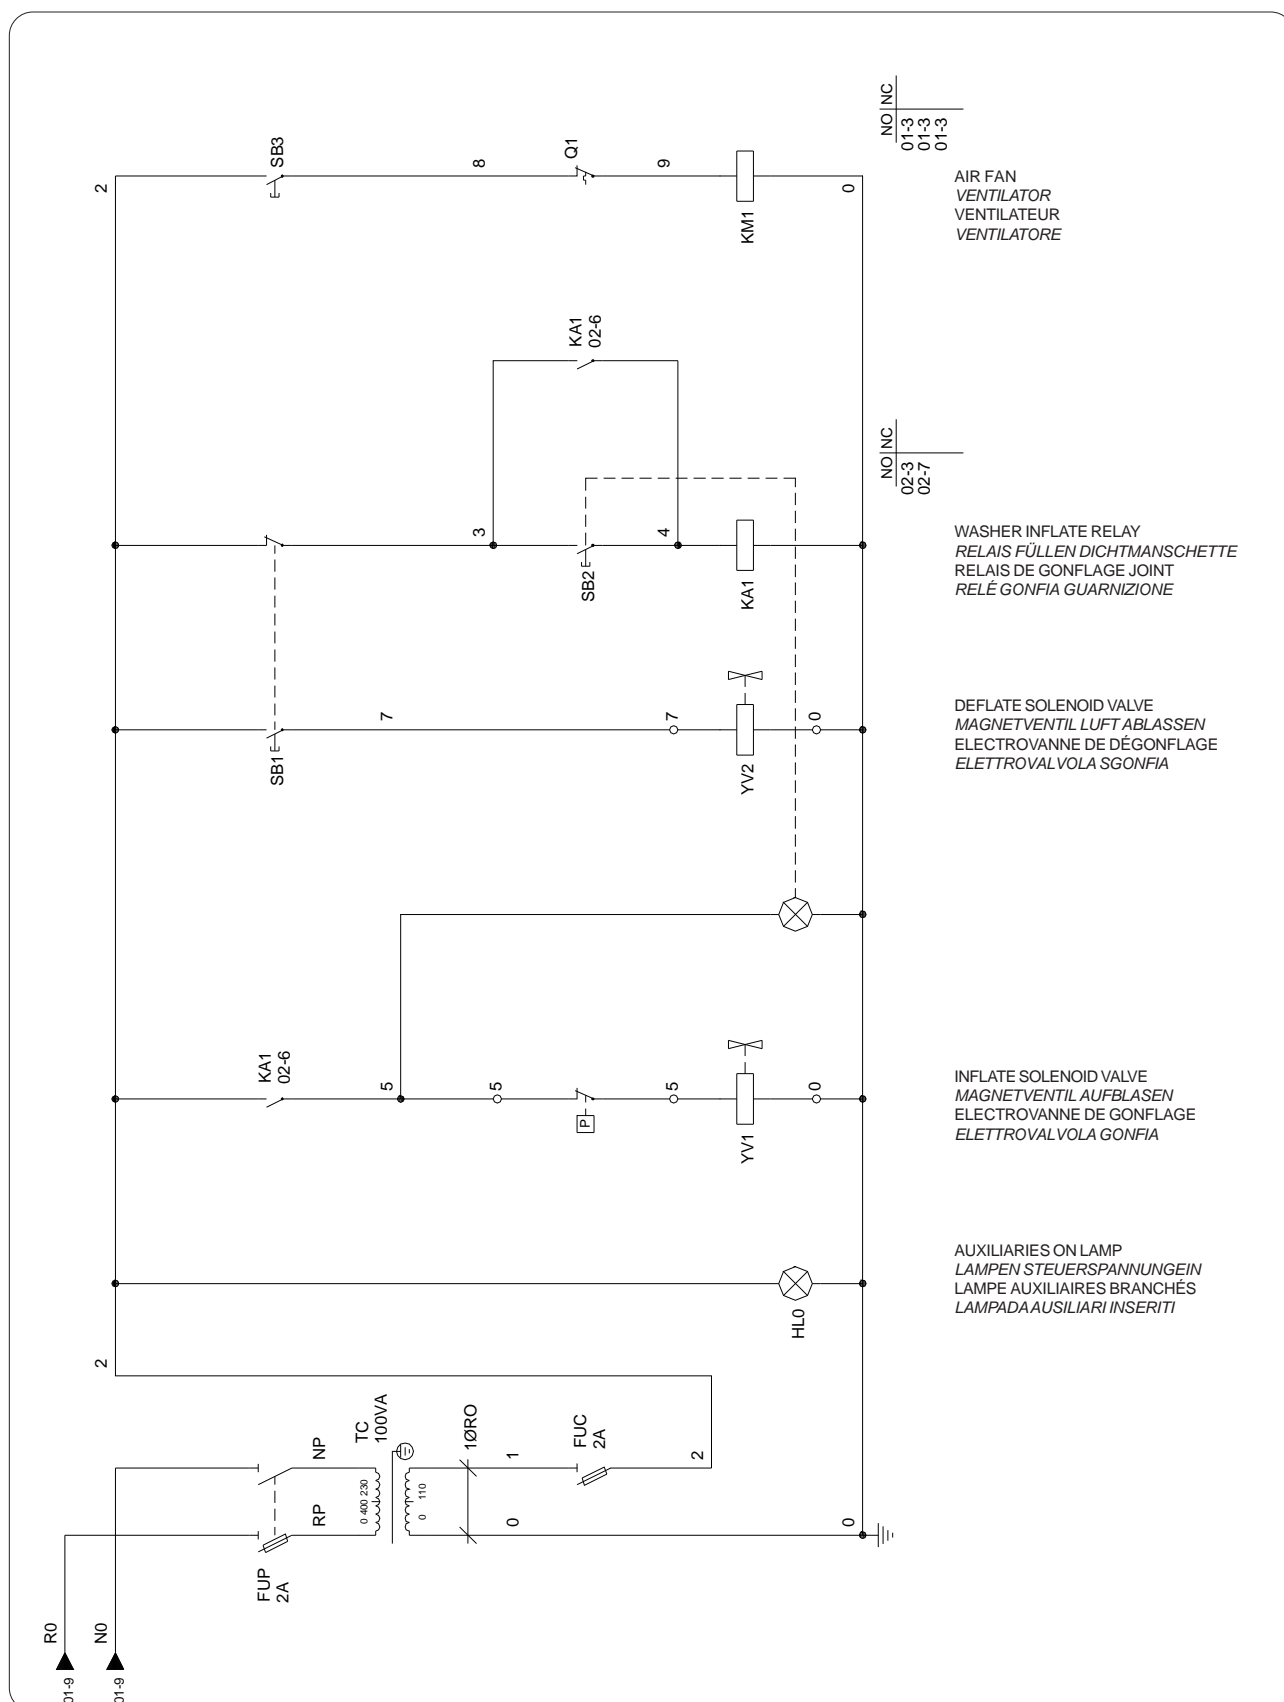 NO NC
01-3
01-3
01-3
2
SB3
8
Q1
9
KM1
0
AIR FAN
VENTILATOR
VENTILATEUR
VENTILATORE
KA1
02-6
NO NC
02-3
02-7
3
SB2
4
KA1
WASHER INFLATE RELAY
RELAIS FÜLLEN DICHTMANSCHETTE
RELAIS DE GONFLAGE JOINT
RELÉ GONFIA GUARNIZIONE
SB1
7
7
YV2
0
DEFLATE SOLENOID VALVE
MAGNETVENTIL LUFT ABLASSEN
ELECTROVANNE DE DÉGONFLAGE
ELETTROVALVOLA SGONFIA
KA1
02-6
5
5
P
5
YV1
0
INFLATE SOLENOID VALVE
MAGNETVENTIL AUFBLASEN
ELECTROVANNE DE GONFLAGE
ELETTROVALVOLA GONFIA
HL0
AUXILIARIES ON LAMP
LAMPEN STEUERSPANNUNGEIN
LAMPE AUXILIAIRES BRANCHÉS
LAMPADA AUSILIARI INSERITI
2
NP
RP
FUP
2A
TC
100VA
0 400 230
0 110
1ØRO
1
0
FUC
2A
2
0
R0
N0
01-9
01-9